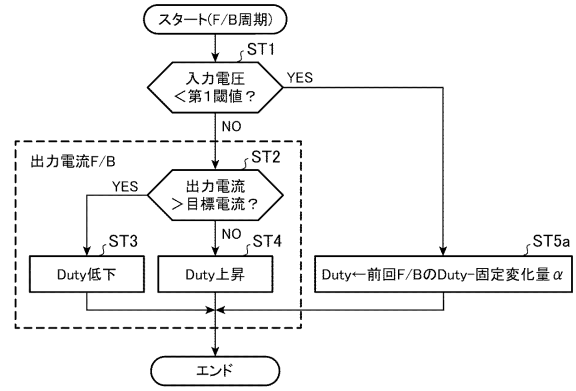 スタート(F/B周期)
ST1
入力電圧
＜第1閾値？
YES
NO
出力電流F/B
ST2
出力電流
＞目標電流？
YES
NO
ST3
Duty低下
ST4
Duty上昇
ST5a
Duty←前回F/BのDuty-固定変化量α
エンド